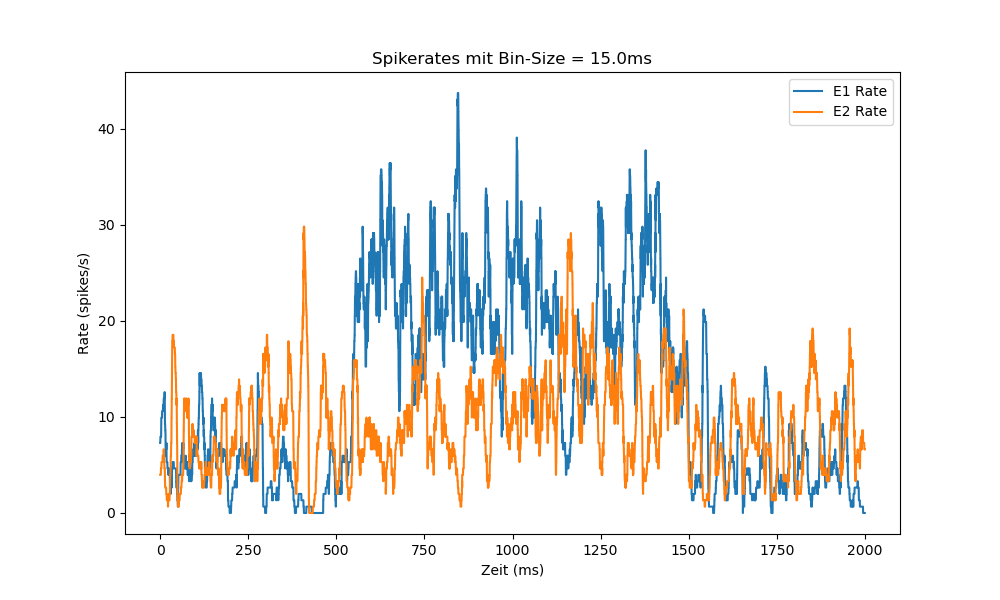 Spikerates mit Bin-Size = 15.0ms
E1 Rate
E2 Rate
40
30
20
10
0
Rate (spikes/s)
0 250 500 750 1000 1250 1500 1750 2000
Zeit (ms)